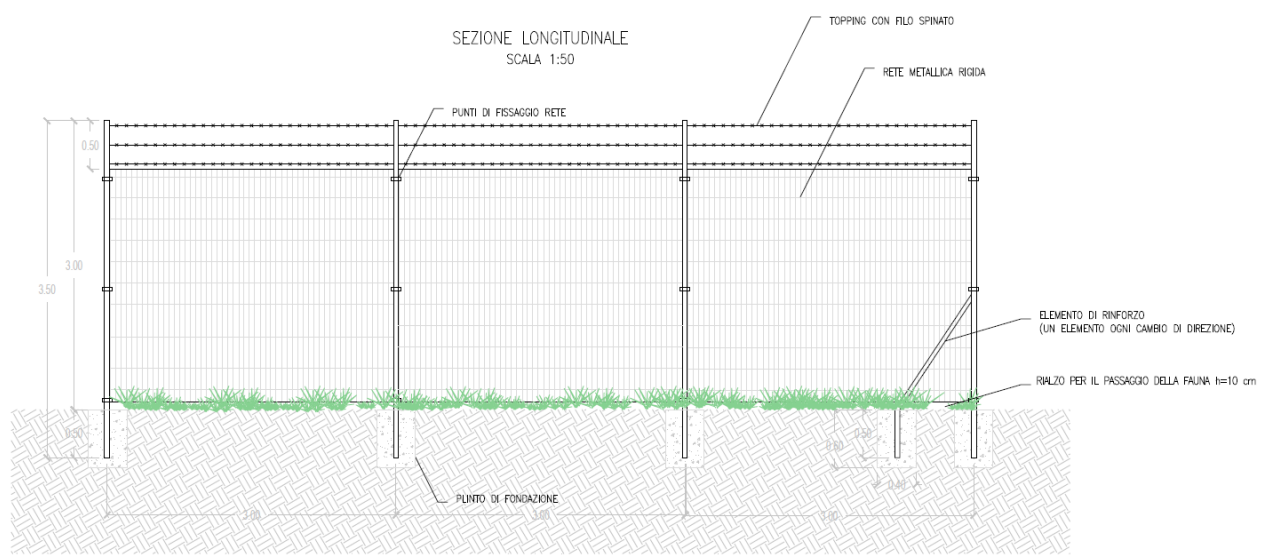 TOPPING CON FILO SPINATO
SEZIONE LONGITUDINALE
SCALA 1:50
RETE METALLICA RIGIDA
PUNTI DI FISSAGGIO RETE
0.50
3.00
3.50
ELEMENTO DI RINFORZO
(UN ELEMENTO OGNI CAMBIO DI DIREZIONE)
RIALZO PER IL PASSAGGIO DELLA FAUNA h=10 cm
0.50
0.60
0.50
0.40
PLINTO DI FONDAZIONE
3.00
3.00
3.00